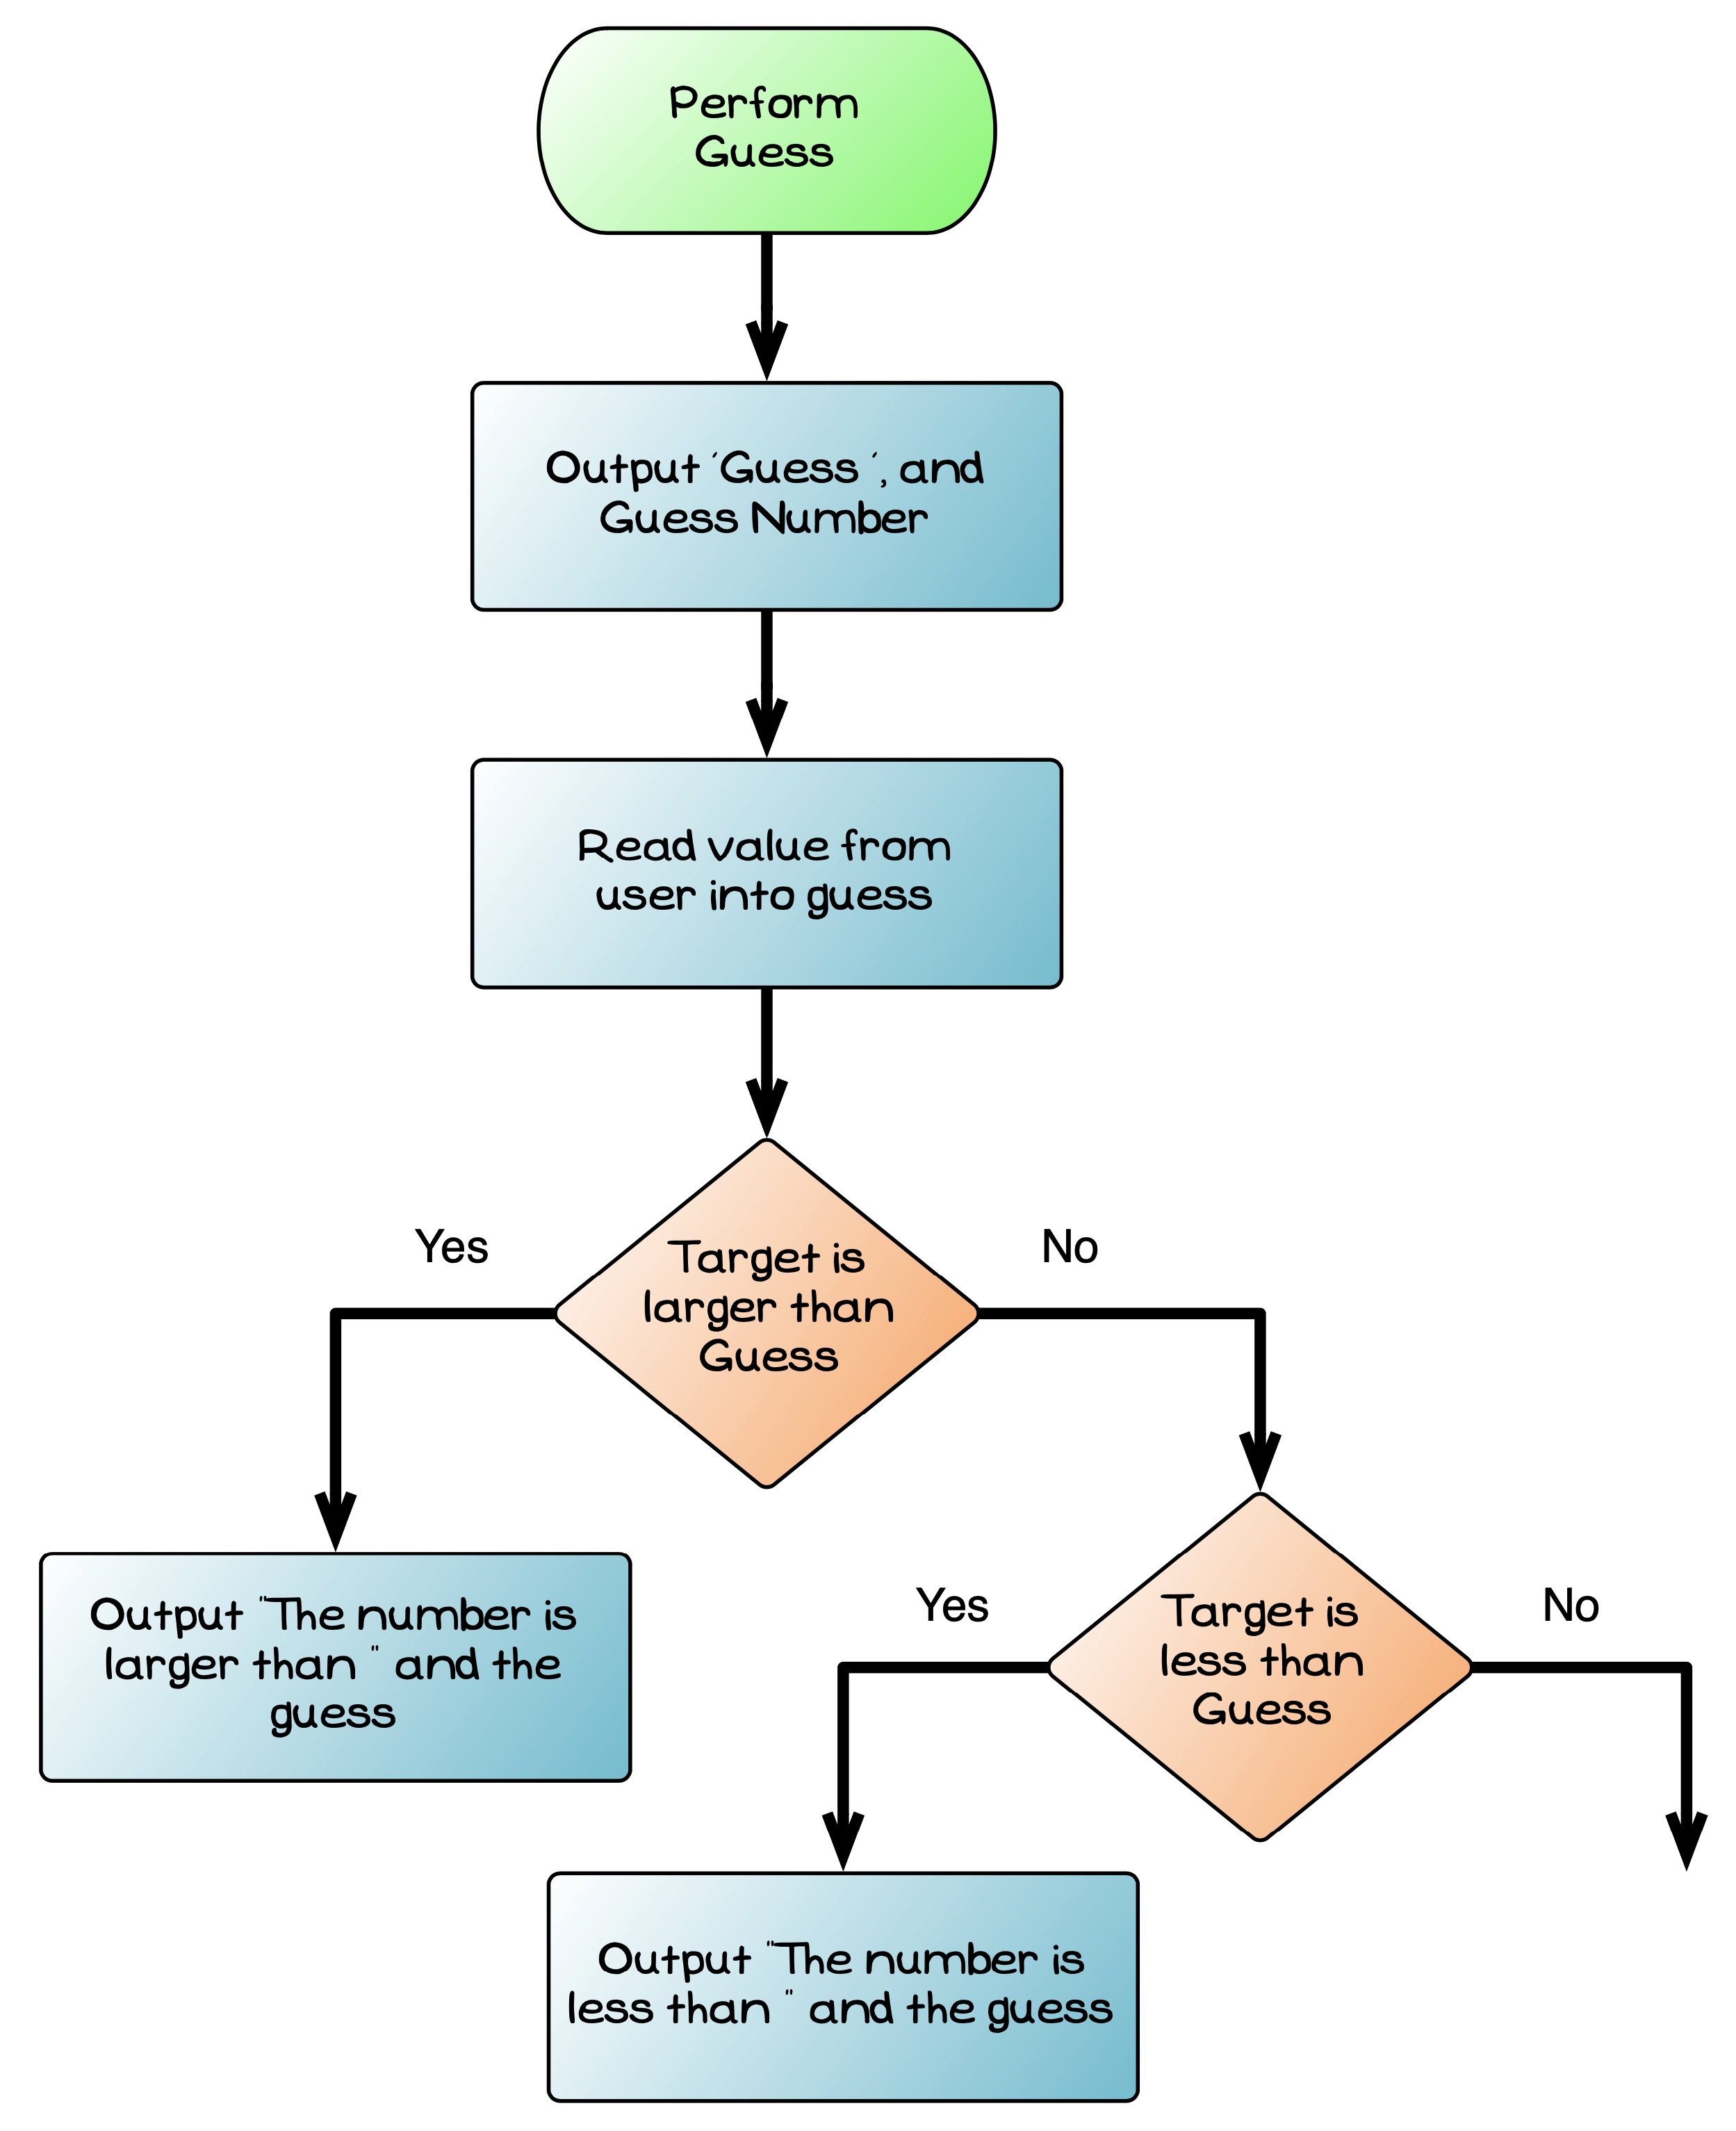 Perform
Guess
Output 'Guess ', and
Guess Number
Read value from
user into guess
Yes
No
Target is
larger than
Guess
Output "The number is
larger than " and the
guess
Yes
No
Target is
less than
Guess
Output "The number is
less than " and the guess